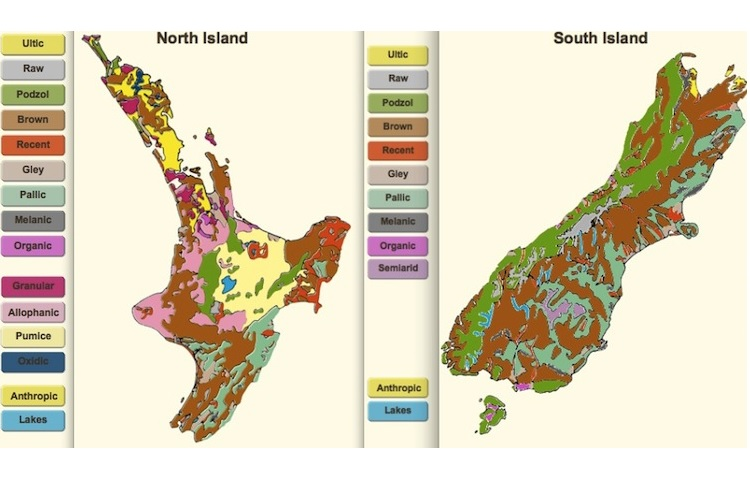 North Island
Ultic
Raw
Podzol
Brown
Recent
Gley
Pallic
Melanic
Organic
Granular
Allophanic
Pumice
Oxidic
Anthropic
Lakes
South Island
Ultic
Raw
Podzol
Brown
Recent
Gley
Pallic
Melanic
Organic
Semiarid
Anthropic
Lakes